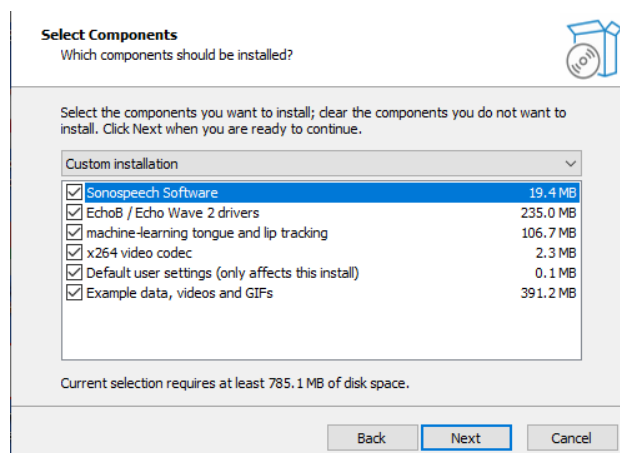 Select Components
Which components should be installed?
Select the components you want to install; clear the components you do not want to
install. Click Next when you are ready to continue.
Custom installation
Sonospeech Software 19.4 MB
EchoB / Echo Wave 2 drivers 235.0 MB
machine-learning tongue and lip tracking 106.7 MB
x264 video codec 2.3 MB
Default user settings (only affects this install) 0.1 MB
Example data, videos and GIFs 391.2 MB
Current selection requires at least 785.1 MB of disk space.
Back Next Cancel